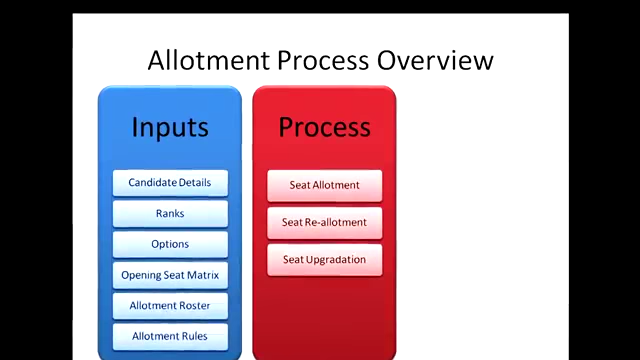 Allotment Process Overview
Inputs
Candidate Details
Ranks
Options
Opening Seat Matrix
Allotment Roster
Allotment Rules
Process
Seat Allotment
Seat Re-allotment
Seat Upgradation